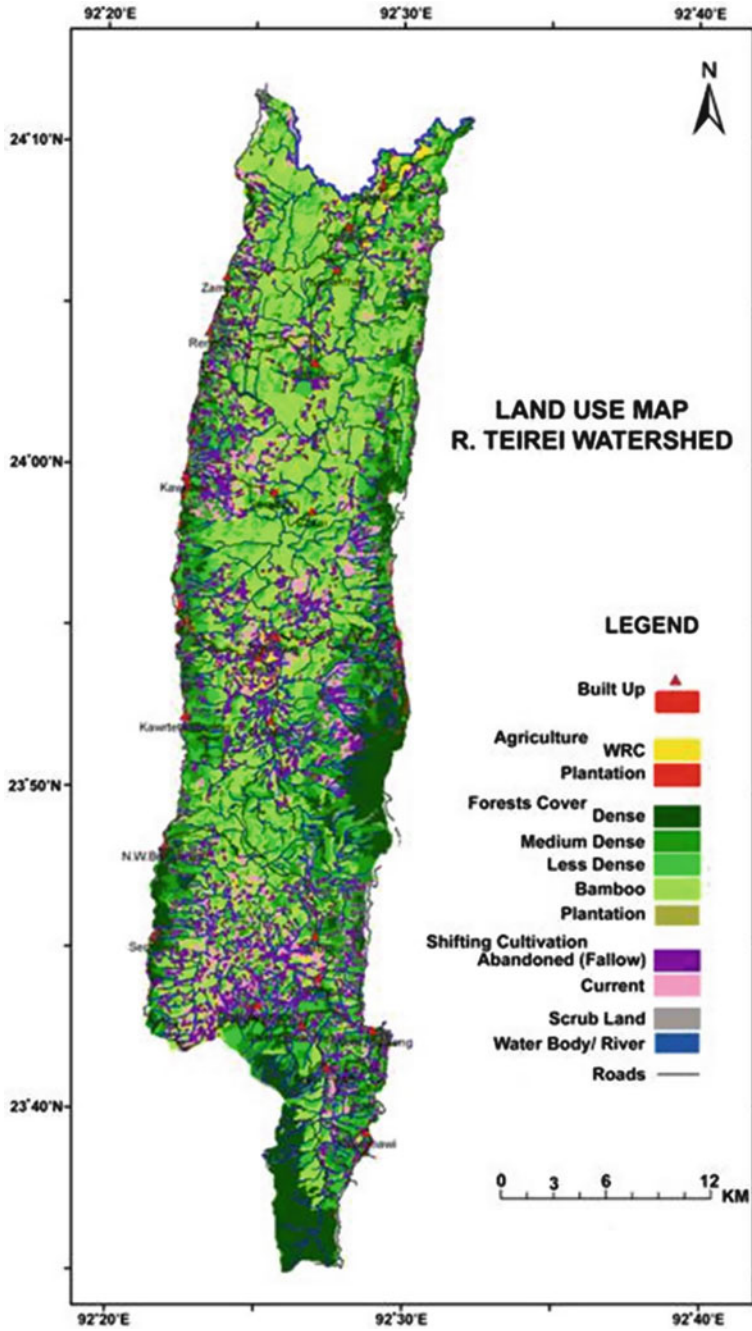 92°20'E 92°30'E 92°40'E
N
24°10'N
24°00'N
LAND USE MAP
R. TEIREI WATERSHED
LEGEND
Built Up
Agriculture
WRC
Plantation
23°50'N
Forests Cover
Dense
Medium Dense
Less Dense
Bamboo
Plantation
Shifting Cultivation
Abandoned (Fallow)
Current
Scrub Land
Water Body/ River
Roads
23°40'N
0 3 6 12
KM
92°20'E 92°30'E 92°40'E